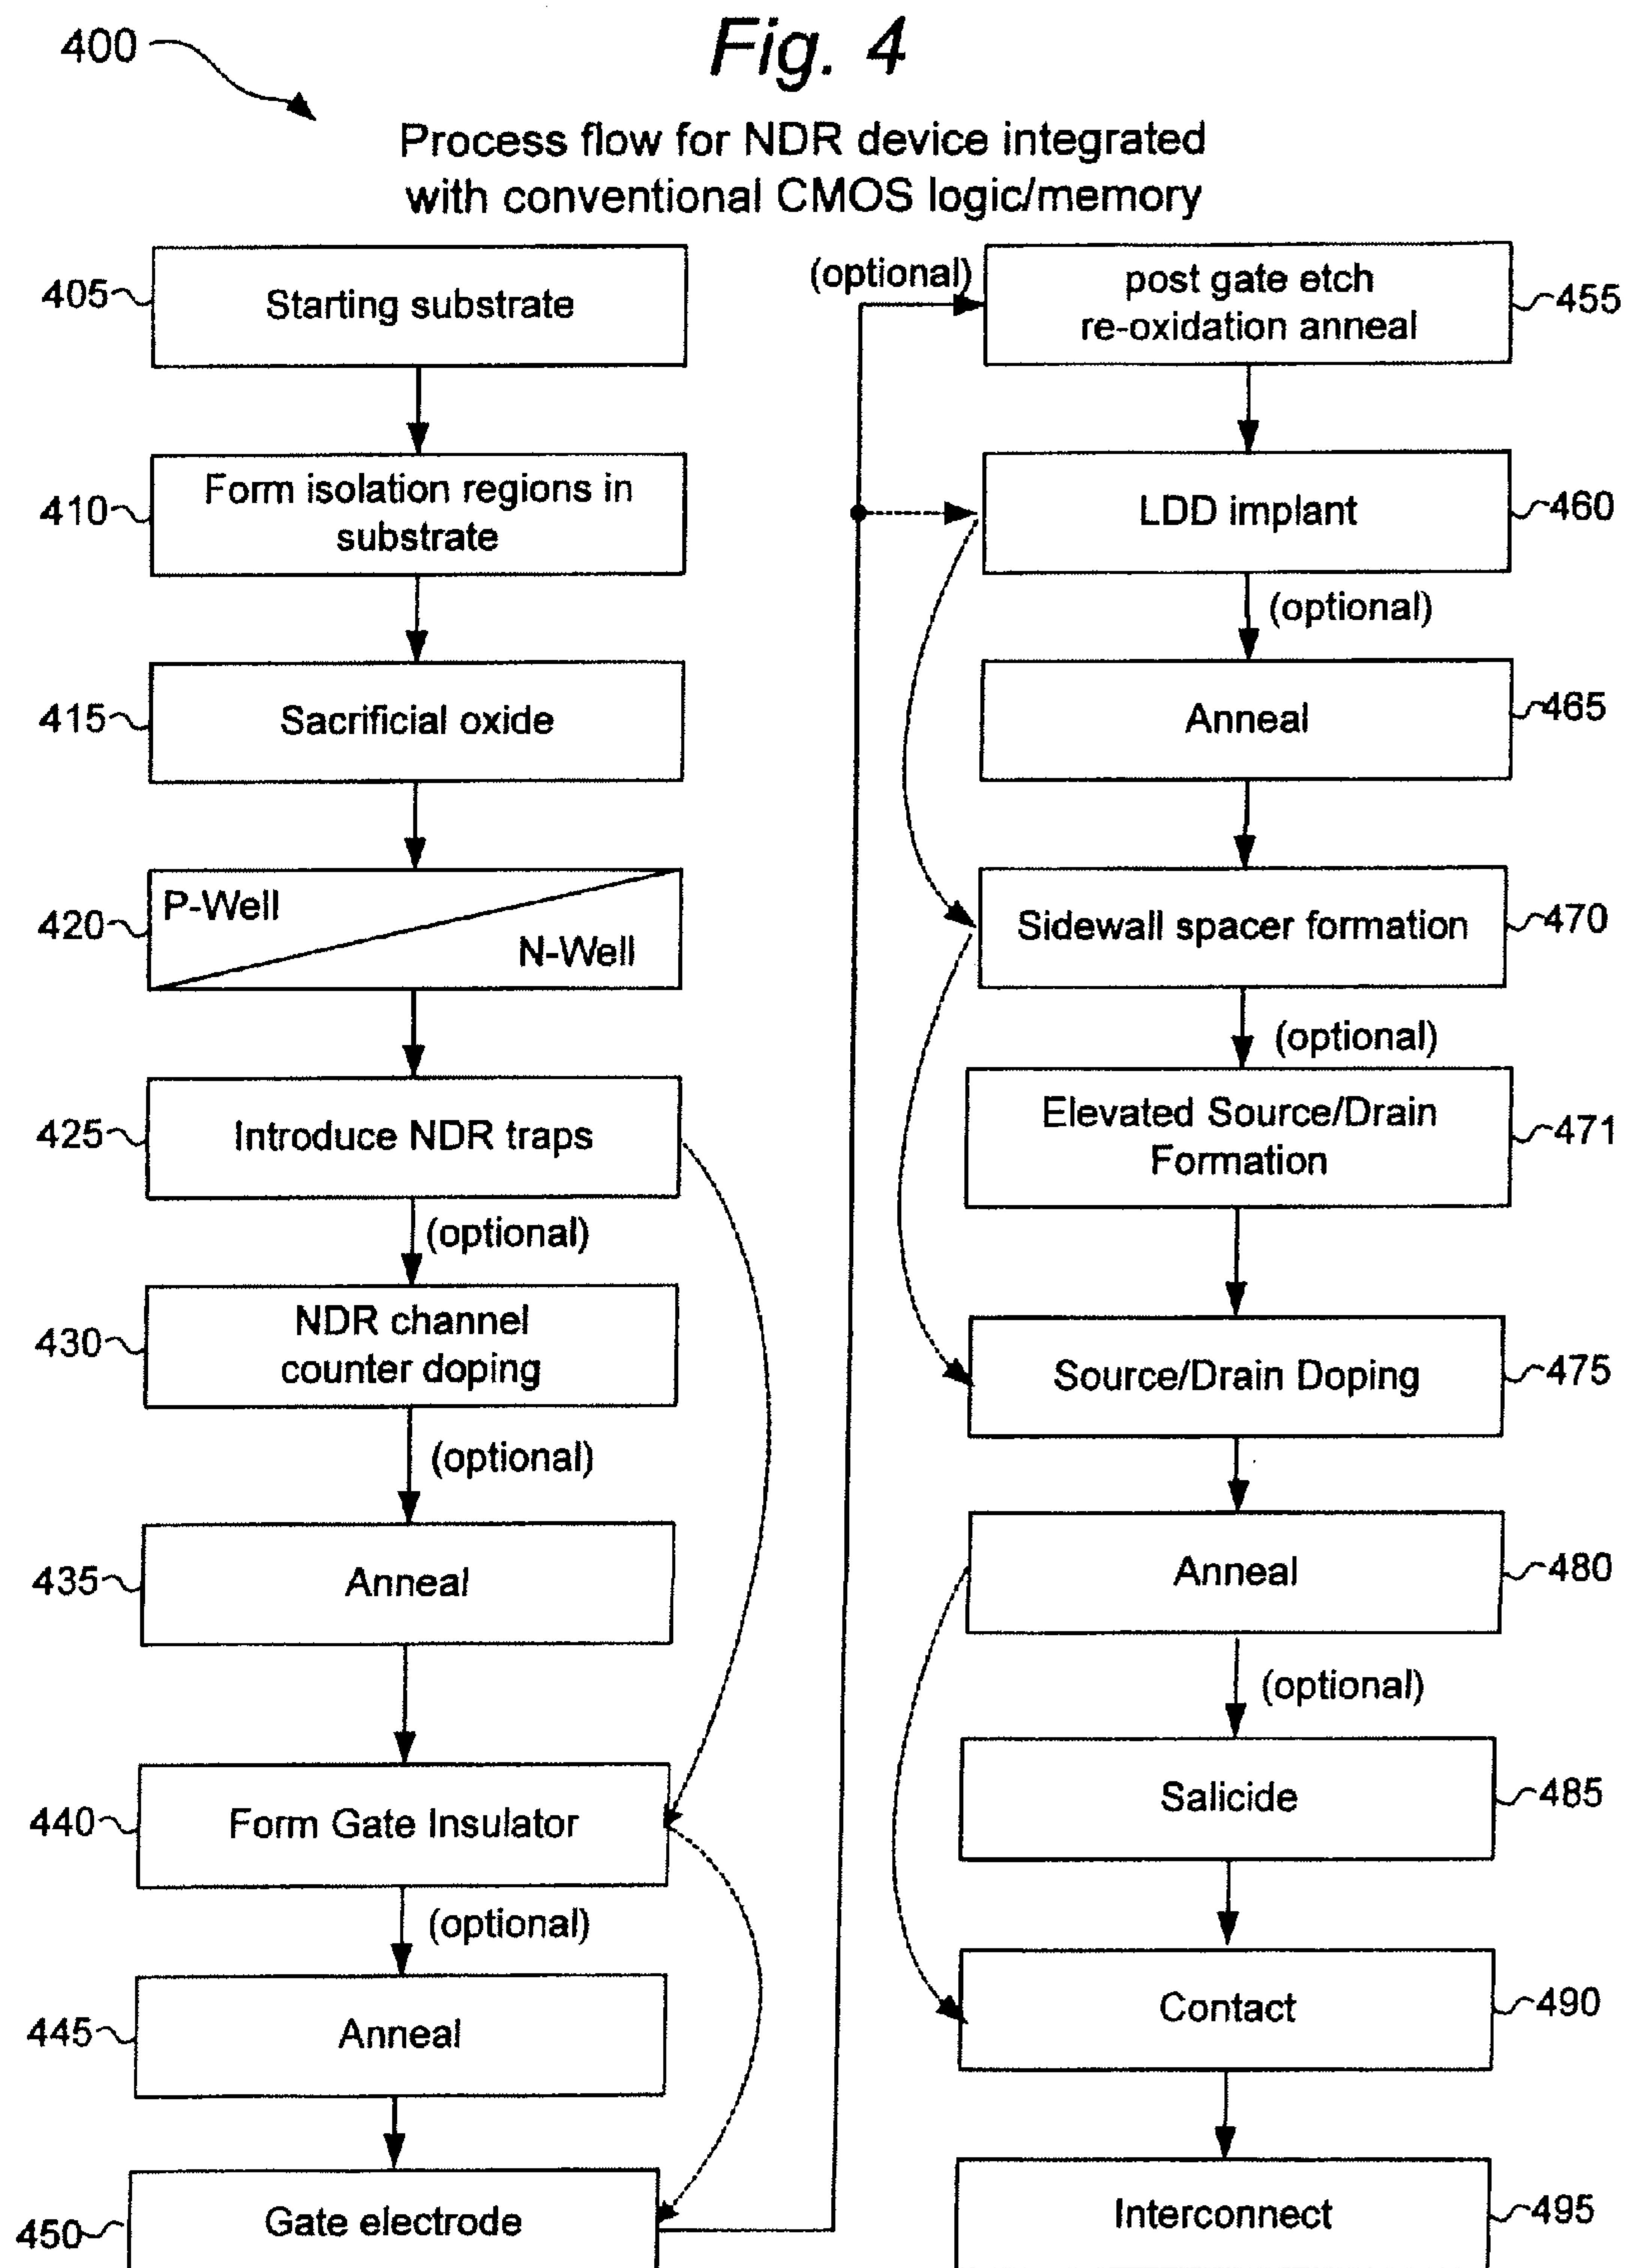 400
Fig. 4
Process flow for NDR device integrated
with conventional CMOS logic/memory
405
Starting substrate
410
Form isolation regions in
substrate
415
Sacrificial oxide
420
P-Well
N-Well
425
Introduce NDR traps
(optional)
430
NDR channel
counter doping
(optional)
435
Anneal
440
Form Gate Insulator
(optional)
445
Anneal
450
Gate electrode
(optional)
post gate etch
re-oxidation anneal
455
LDD implant
460
(optional)
Anneal
465
Sidewall spacer formation
470
(optional)
Elevated Source/Drain
Formation
471
Source/Drain Doping
475
Anneal
480
(optional)
Salicide
485
Contact
490
Interconnect
495